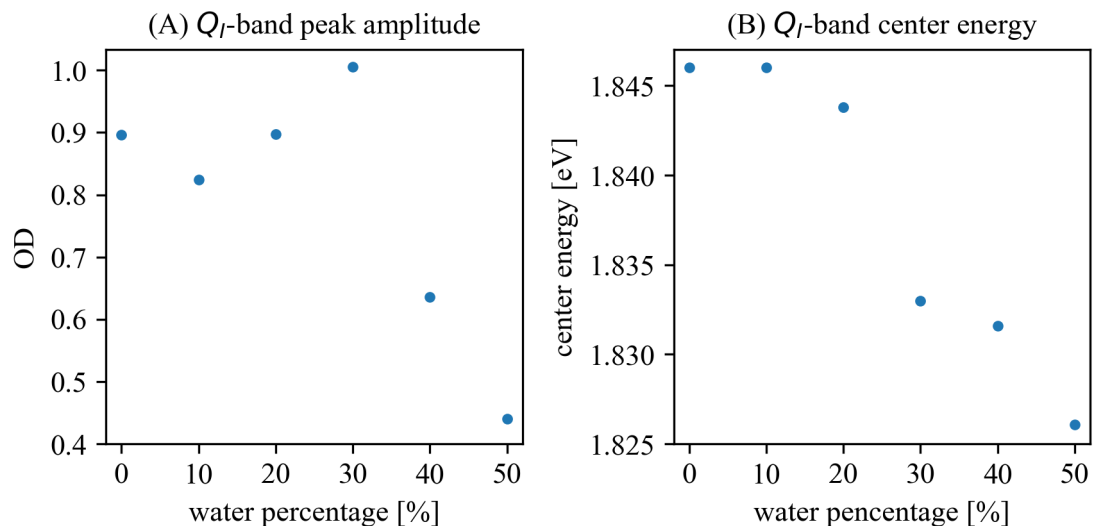 (A) Q_I-band peak amplitude
1.0
0.9
0.8
0.7
0.6
0.5
0.4
OD
0 10 20 30 40 50
water percentage [%]
(B) Q_I-band center energy
1.845
1.840
1.835
1.830
1.825
center energy [eV]
0 10 20 30 40 50
water pencentage [%]